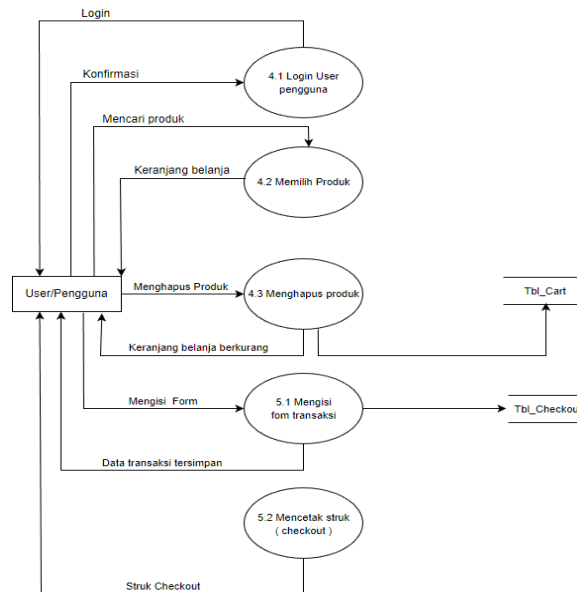 Login
Konfirmasi
4.1 Login User
pengguna
Mencari produk
Keranjang belanja
4.2 Memilih Produk
User/Pengguna
Menghapus Produk
4.3 Menghapus produk
Tbl_Cart
Keranjang belanja berkurang
Mengisi Form
5.1 Mengisi
fom transaksi
Tbl_Checkout
Data transaksi tersimpan
5.2 Mencetak struk
( checkout )
Struk Checkout